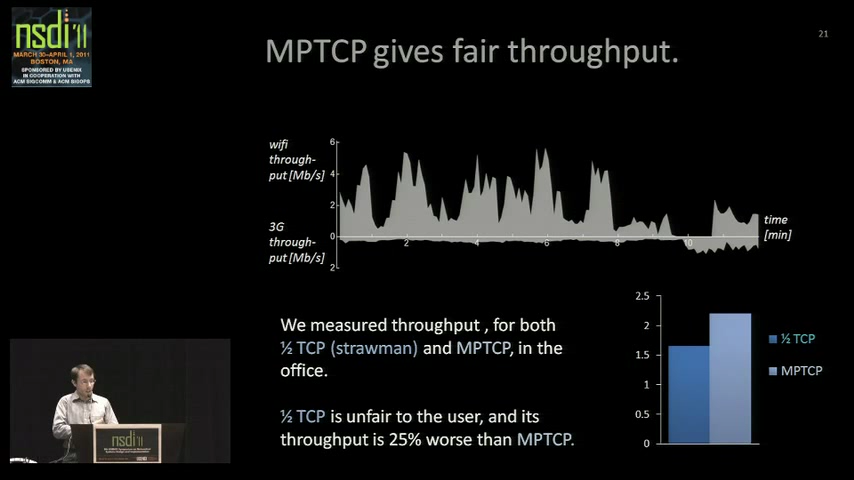 nsdi'11
MARCH 30–APRIL 1, 2011
BOSTON, MA
SPONSORED BY USENIX
IN COOPERATION WITH
ACM SIGCOMM & ACM SIGOPS
21
MPTCP gives fair throughput.
wifi
through-
put [Mb/s]
6
4
2
0
3G
through-
put [Mb/s]
2
2
4
6
8
10
time
[min]
We measured throughput , for both
½ TCP (strawman) and MPTCP, in the
office.
½ TCP is unfair to the user, and its
throughput is 25% worse than MPTCP.
2.5
2
1.5
1
0.5
0
½ TCP
MPTCP
nsdi'11